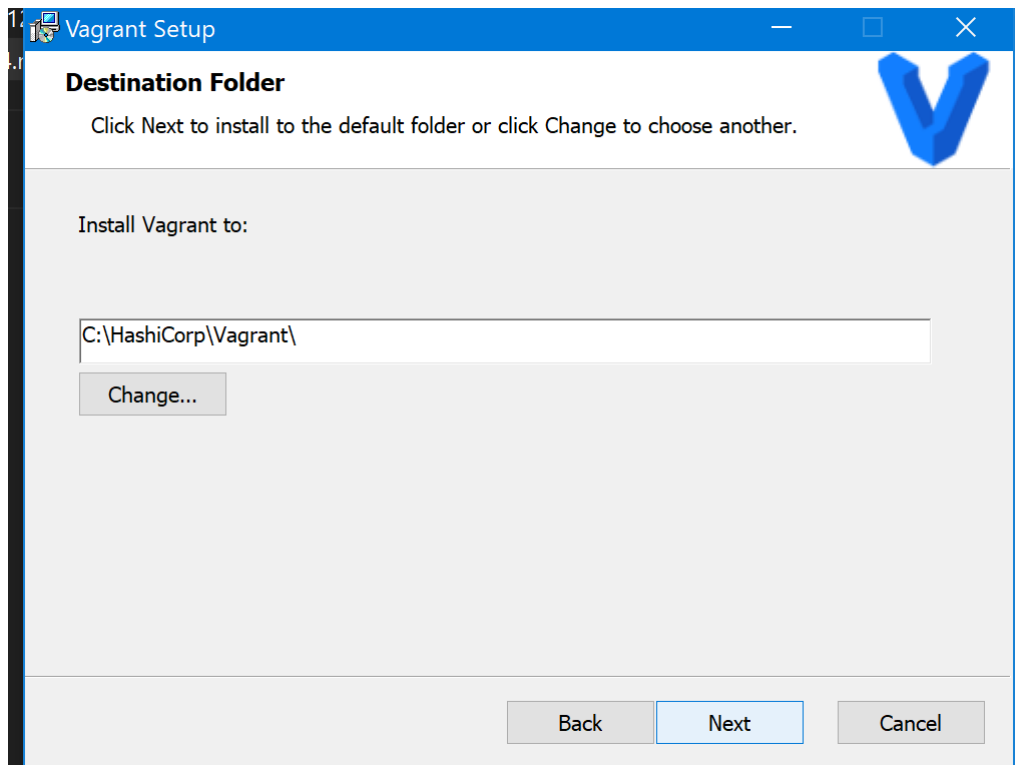 Vagrant Setup
Destination Folder
Click Next to install to the default folder or click Change to choose another.
Install Vagrant to:
C:\HashiCorp\Vagrant\
Change...
Back
Next
Cancel